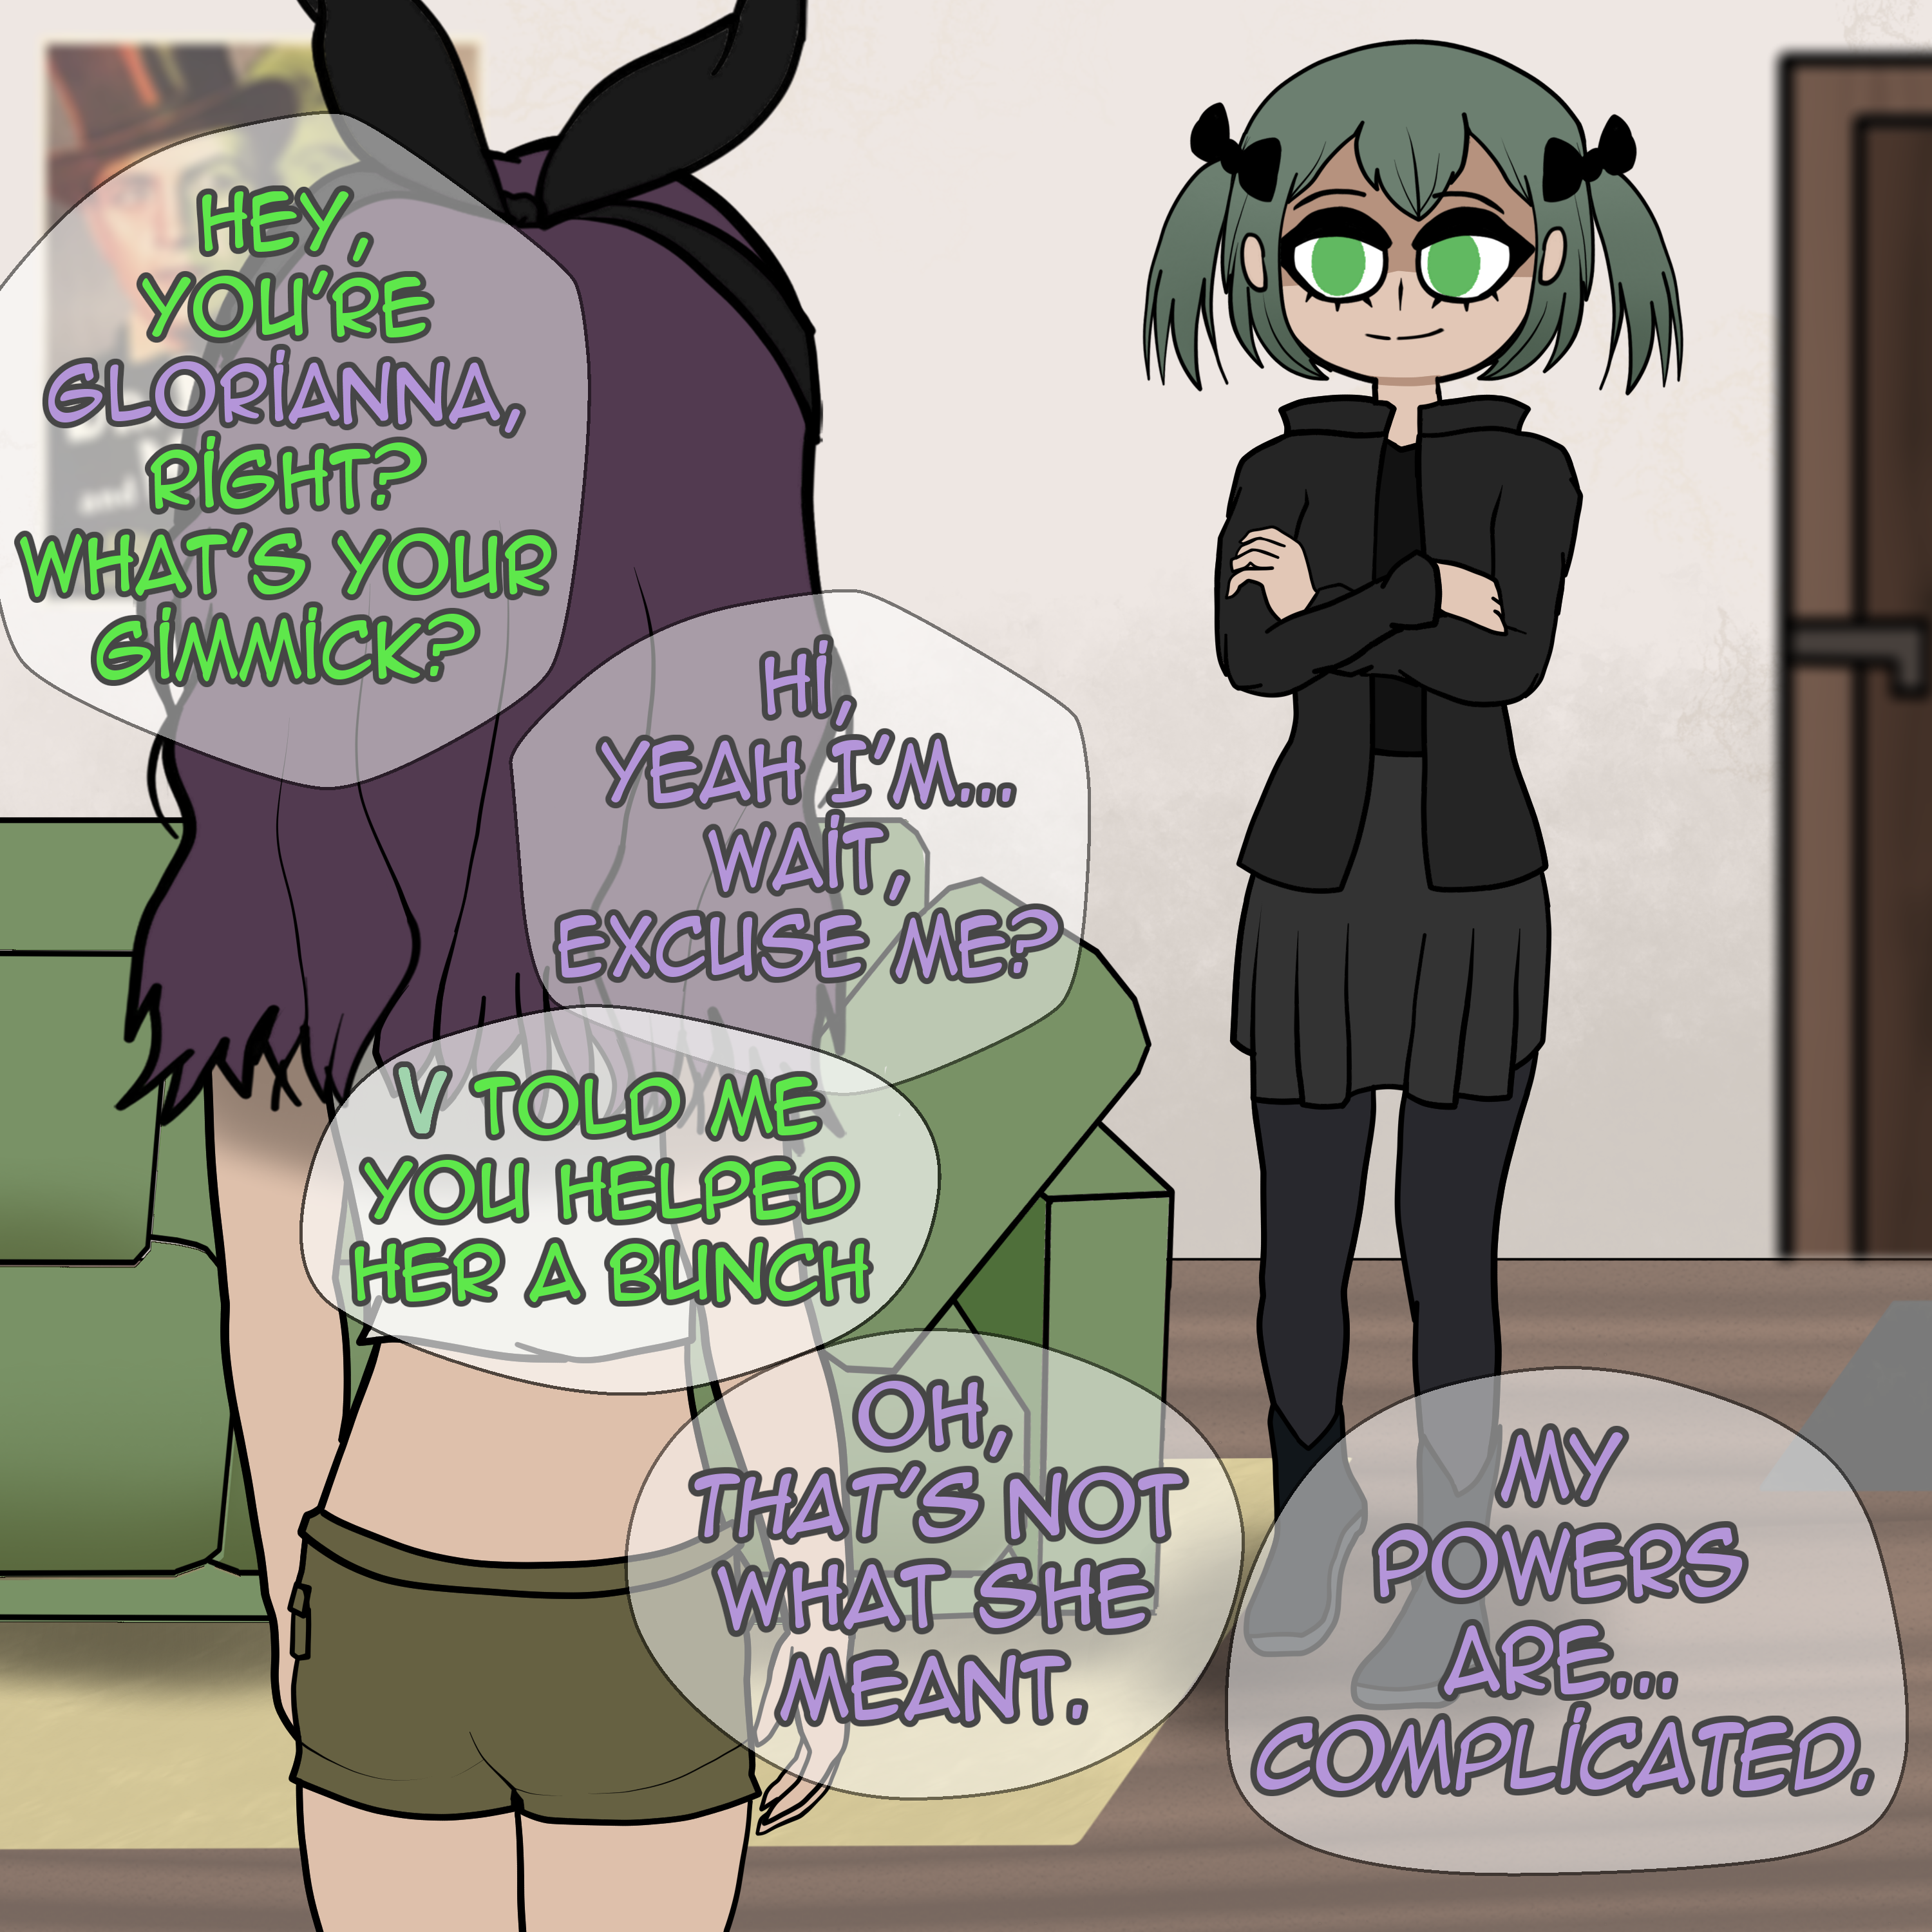 HEY,
YOU'RE
GLORIANNA,
RIGHT?
WHAT'S YOUR
GIMMICK?
HI,
YEAH I'M...
WAIT,
EXCUSE ME?
V TOLD ME
YOU HELPED
HER A BUNCH
OH,
THAT'S NOT
WHAT SHE
MEANT.
MY
POWERS
ARE...
COMPLICATED.
and